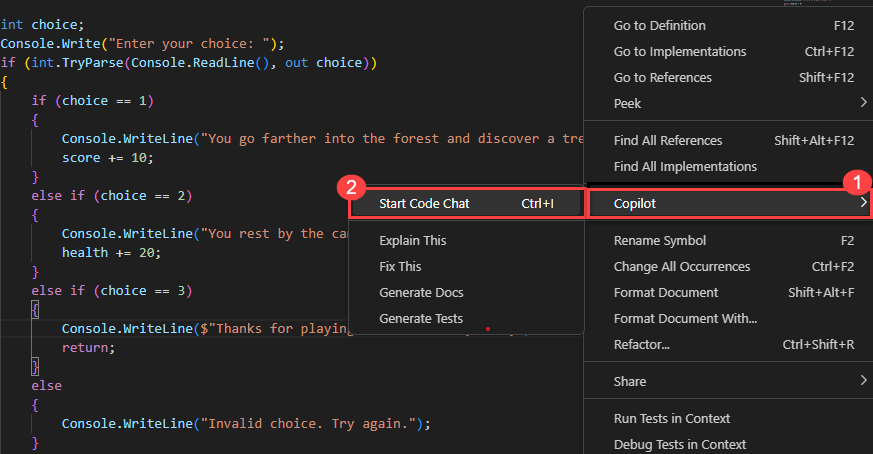 int choice;
Console.Write("Enter your choice: ");
if (int.TryParse(Console.ReadLine(), out choice))
{
if (choice == 1)
{
Console.WriteLine("You go farther into the forest and discover a tre
score += 10;
}
else if (choice == 2)
{
Console.WriteLine("You rest by the ca
health += 20;
}
else if (choice == 3)
{
Console.WriteLine($"Thanks for playing
return;
}
else
{
Console.WriteLine("Invalid choice. Try again.");
}
2
Start Code Chat Ctrl+I
Explain This
Fix This
Generate Docs
Generate Tests
Go to Definition F12
Go to Implementations Ctrl+F12
Go to References Shift+F12
Peek
Find All References Shift+Alt+F12
Find All Implementations
1
Copilot
Rename Symbol F2
Change All Occurrences Ctrl+F2
Format Document Shift+Alt+F
Format Document With...
Refactor... Ctrl+Shift+R
Share
Run Tests in Context
Debug Tests in Context